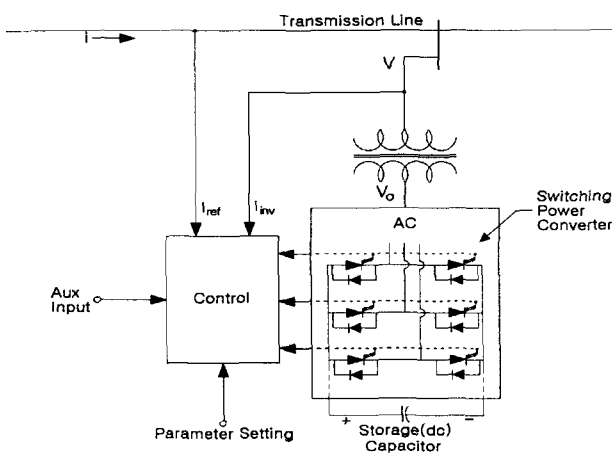 Transmission Line
i
V
I_ref
I_inv
V_o
Switching
Power
Converter
AC
Aux
Input
Control
+
−
Storage(dc)
Capacitor
Parameter Setting